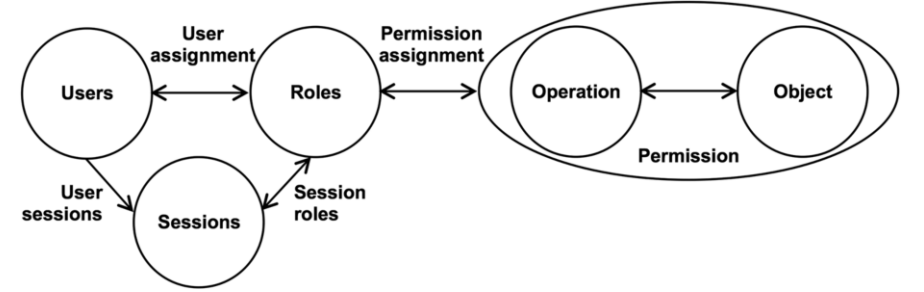 User
assignment
Permission
assignment
Users
Roles
Operation
Object
Permission
User
sessions
Sessions
Session
roles